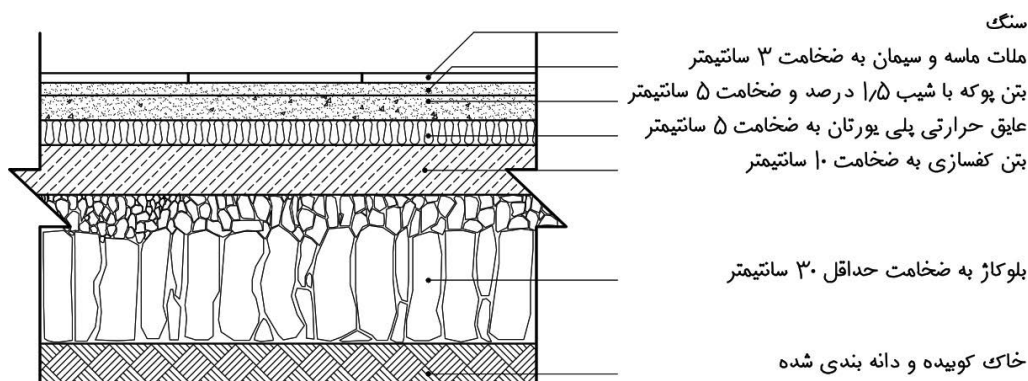 سنگ
ملات ماسه و سیمان به ضخامت ۳ سانتیمتر
بتن پوکه با شیب ۱٫۵ درصد و ضخامت ۵ سانتیمتر
عایق حرارتی پلی یورتان به ضخامت ۵ سانتیمتر
بتن کفسازی به ضخامت ۱۰ سانتیمتر
بلوکاژ به ضخامت حداقل ۳۰ سانتیمتر
خاک کوبیده و دانه بندی شده